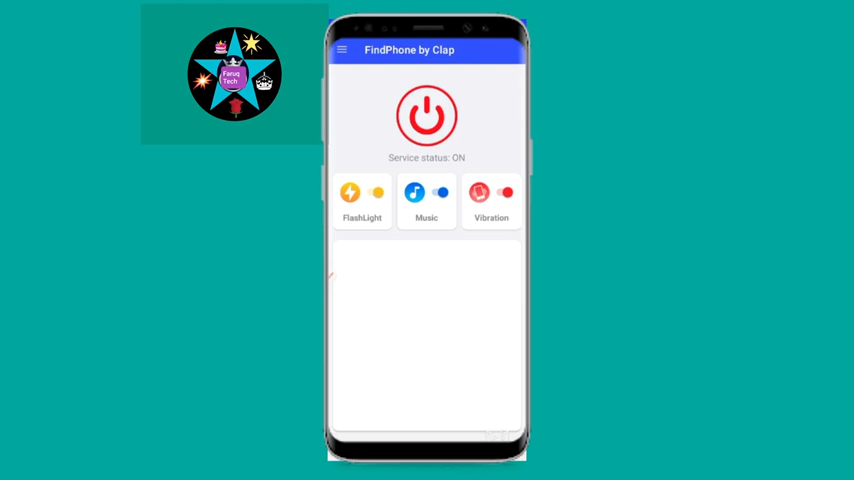 Faruq
Tech
FindPhone by Clap
Service status: ON
FlashLight
Music
Vibration